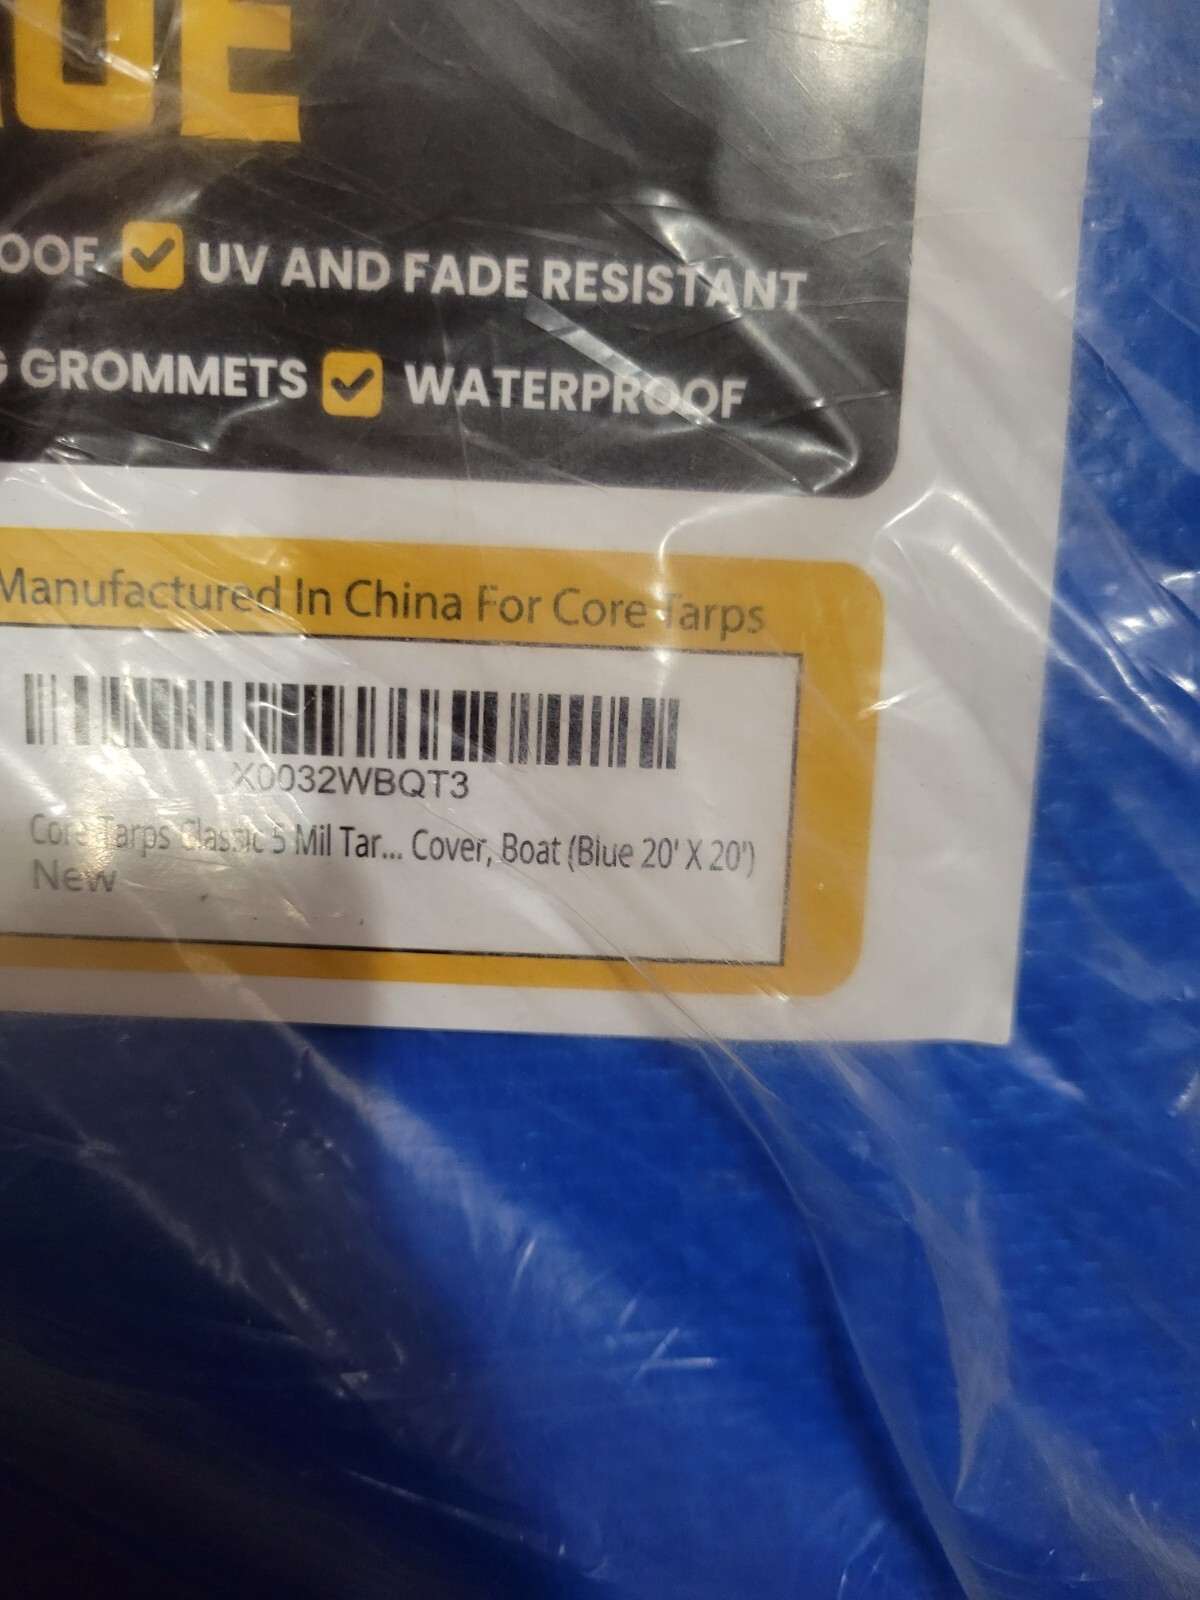 OOF UV AND FADE RESISTANT
G GROMMETS WATERPROOF
Manufactured In China For Core Tarps
X0032WBQT3
Core Tarps Classic 5 Mil Tar... Cover, Boat (Blue 20' X 20')
New